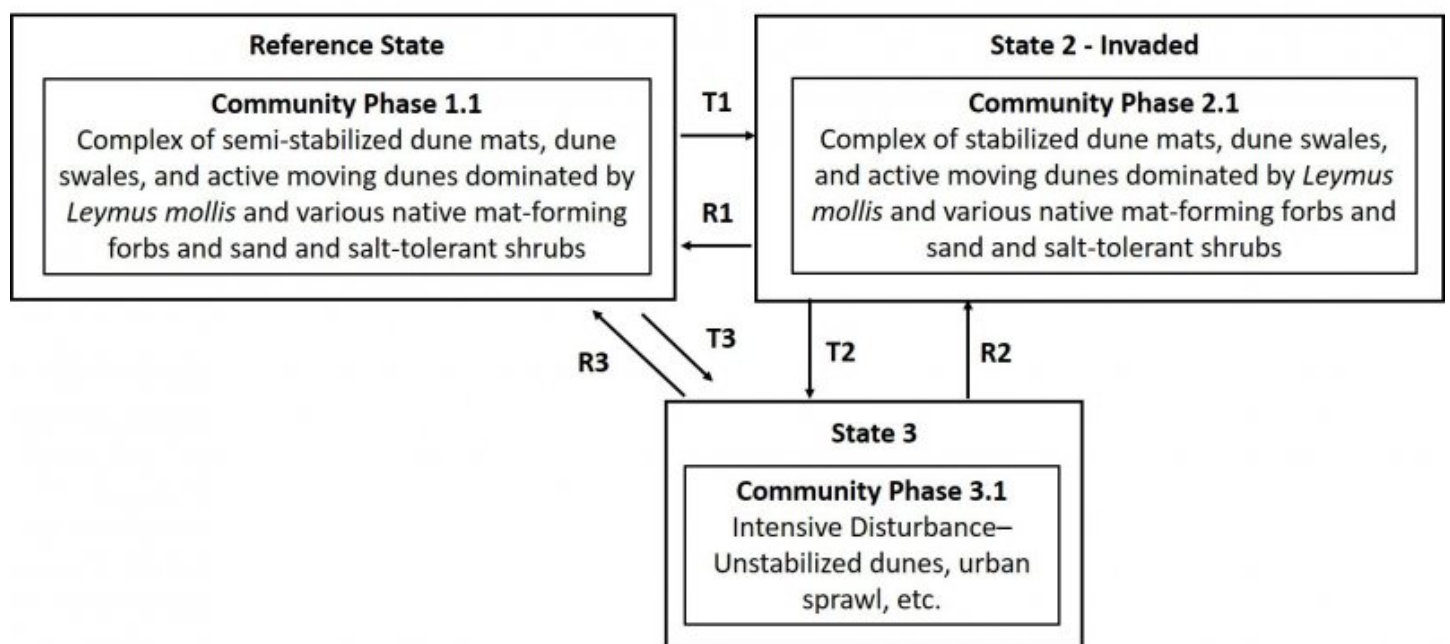 Reference State
Community Phase 1.1
Complex of semi-stabilized dune mats, dune
swales, and active moving dunes dominated by
Leymus mollis and various native mat-forming
forbs and sand and salt-tolerant shrubs
T1
R1
State 2 - Invaded
Community Phase 2.1
Complex of stabilized dune mats, dune swales,
and active moving dunes dominated by Leymus
mollis and various native mat-forming forbs and
sand and salt-tolerant shrubs
R3
T3
T2
R2
State 3
Community Phase 3.1
Intensive Disturbance–
Unstabilized dunes, urban
sprawl, etc.